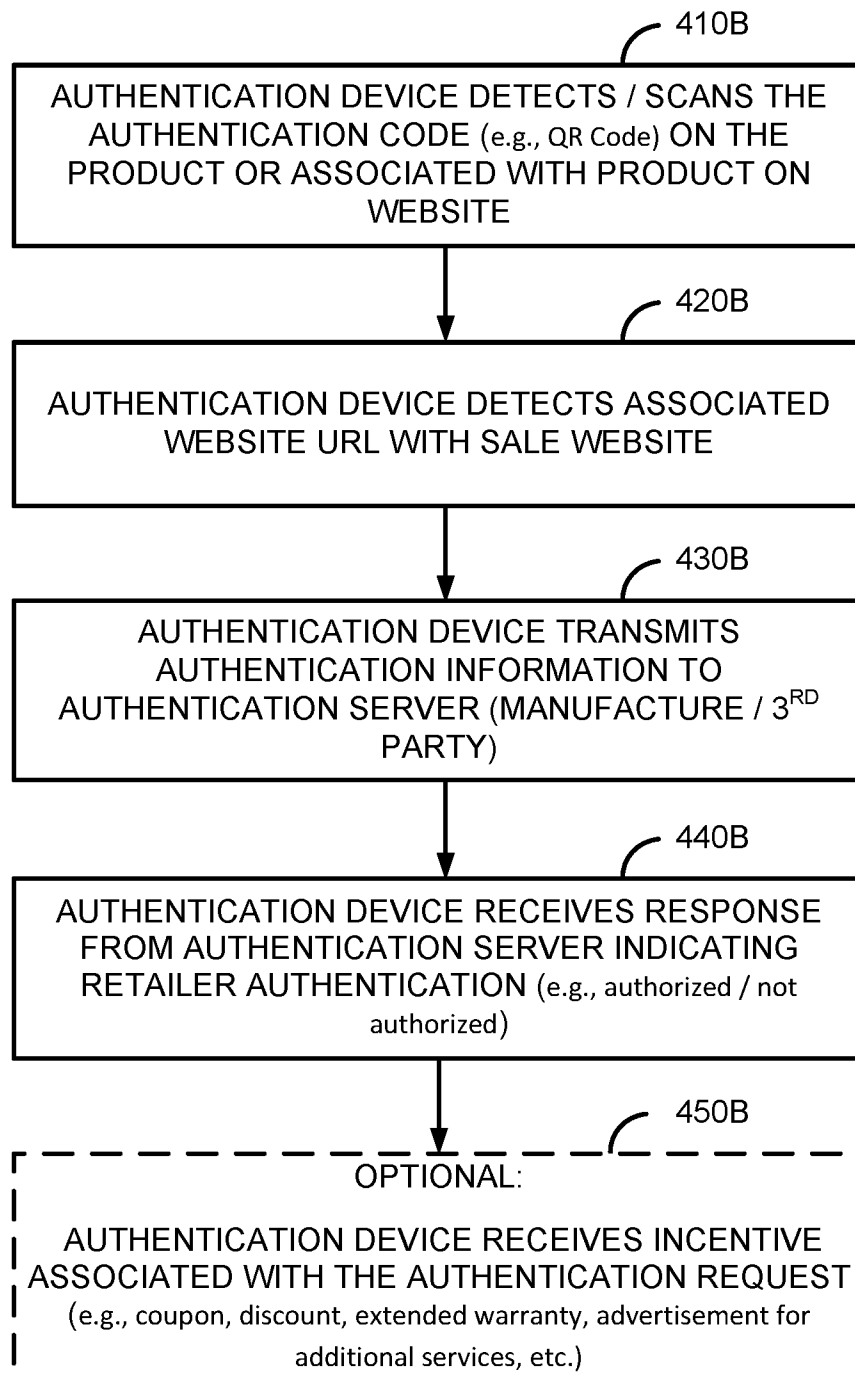 410B
AUTHENTICATION DEVICE DETECTS / SCANS THE
AUTHENTICATION CODE (e.g., QR Code) ON THE
PRODUCT OR ASSOCIATED WITH PRODUCT ON
WEBSITE
420B
AUTHENTICATION DEVICE DETECTS ASSOCIATED
WEBSITE URL WITH SALE WEBSITE
430B
AUTHENTICATION DEVICE TRANSMITS
AUTHENTICATION INFORMATION TO
AUTHENTICATION SERVER (MANUFACTURE / 3RD
PARTY)
440B
AUTHENTICATION DEVICE RECEIVES RESPONSE
FROM AUTHENTICATION SERVER INDICATING
RETAILER AUTHENTICATION (e.g., authorized / not
authorized)
450B
OPTIONAL:
AUTHENTICATION DEVICE RECEIVES INCENTIVE
ASSOCIATED WITH THE AUTHENTICATION REQUEST
(e.g., coupon, discount, extended warranty, advertisement for
additional services, etc.)